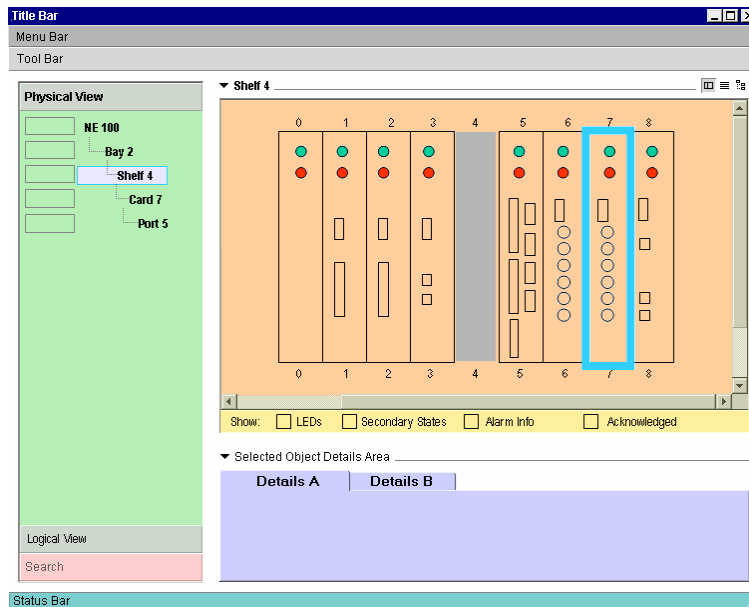 Title Bar
Menu Bar
Tool Bar
Physical View
NE 100
Bay 2
Shelf 4
Card 7
Port 5
Logical View
Search
Shelf 4
0 1 2 3 4 5 6 7 8
0 1 2 3 4 5 6 7 8
Show: LEDs Secondary States Alarm Info Acknowledged
Selected Object Details Area
Details A Details B
Status Bar